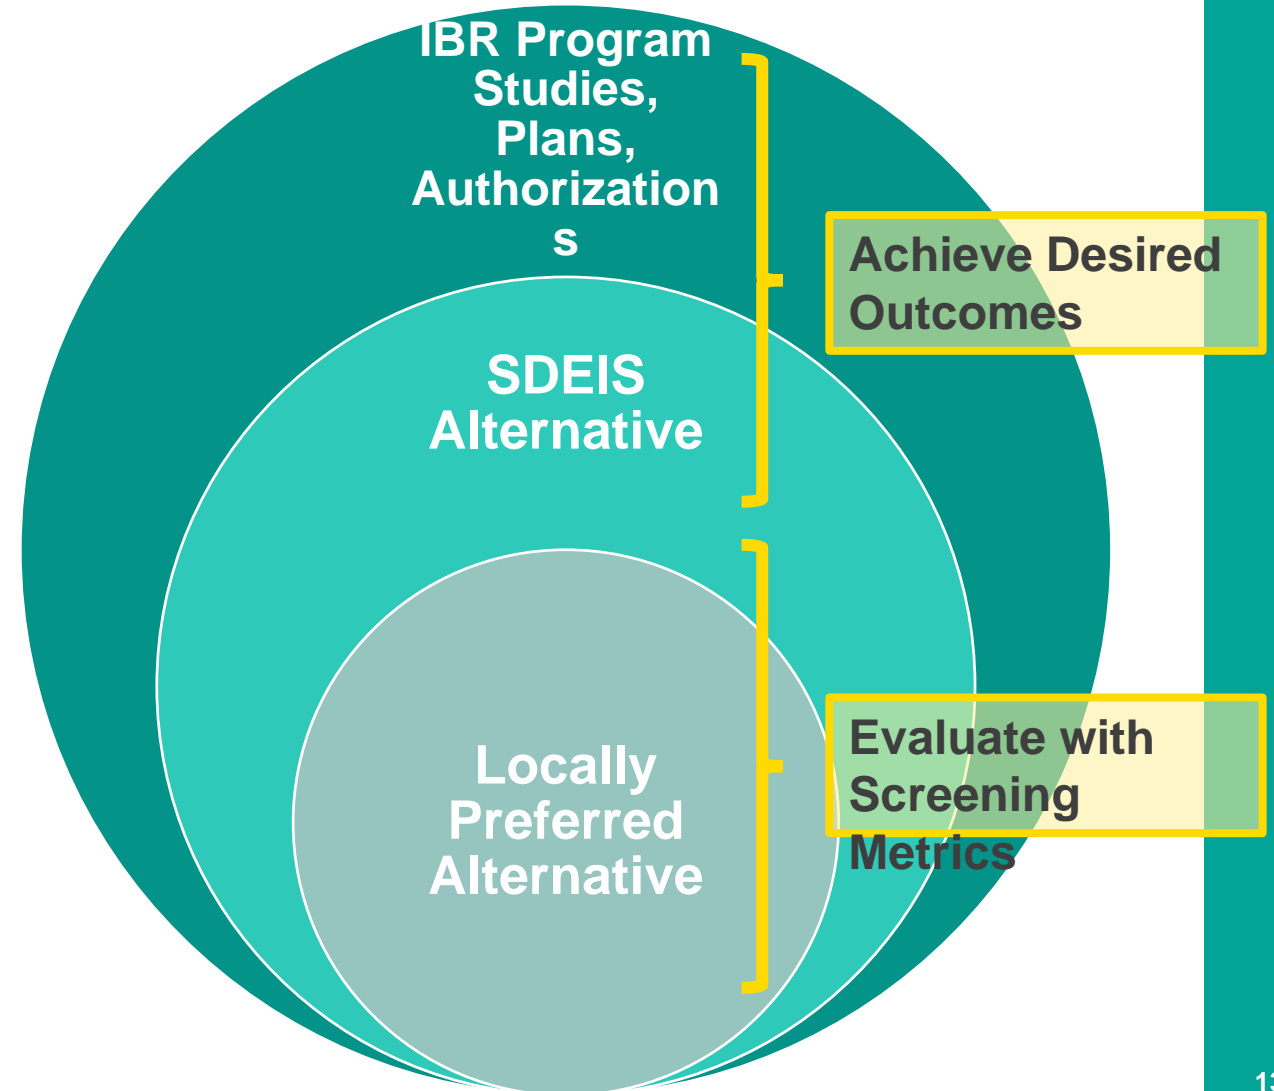 IBR Program
Studies,
Plans,
Authorization
s
Achieve Desired
Outcomes
SDEIS
Alternative
Evaluate with
Screening
Metrics
Locally
Preferred
Alternative